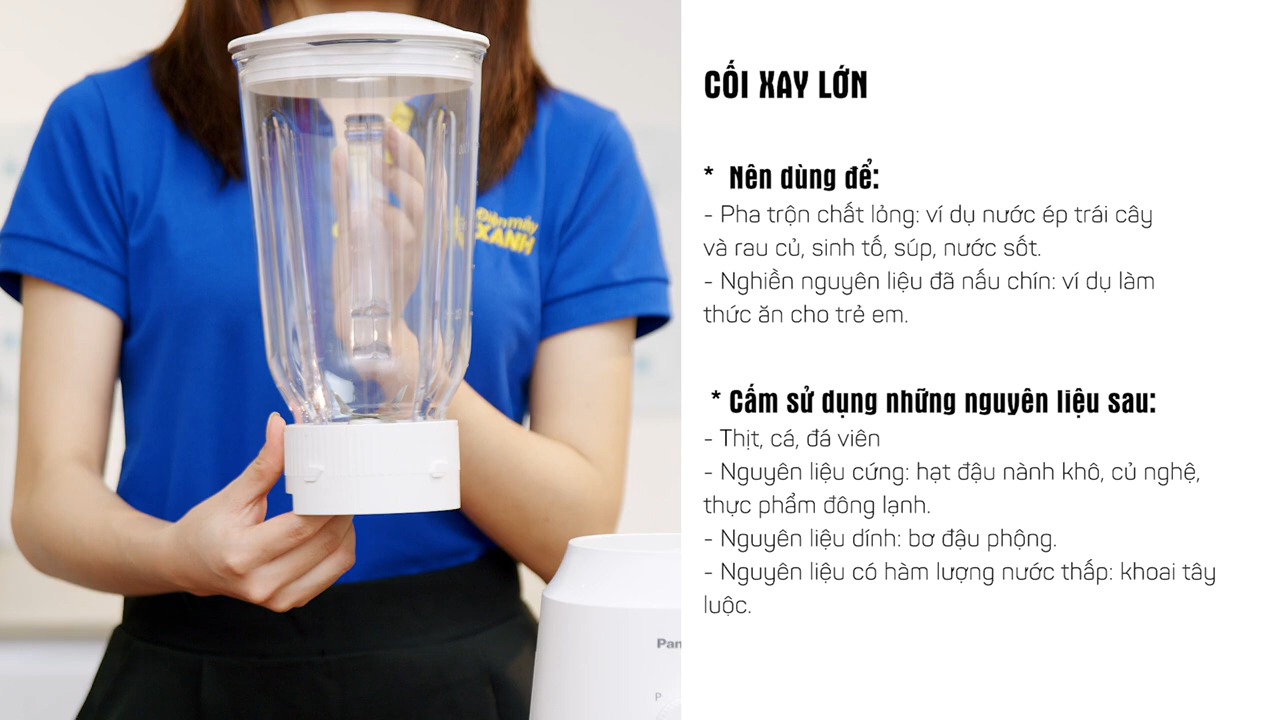 Điện máy
XANH
Pan
P
CỐI XAY LỚN
* Nên dùng để:
- Pha trộn chất lỏng: ví dụ nước ép trái cây
và rau củ, sinh tố, súp, nước sốt.
- Nghiền nguyên liệu đã nấu chín: ví dụ làm
thức ăn cho trẻ em.
* Cấm sử dụng những nguyên liệu sau:
- Thịt, cá, đá viên
- Nguyên liệu cứng: hạt đậu nành khô, củ nghệ,
thực phẩm đông lạnh.
- Nguyên liệu dính: bơ đậu phộng.
- Nguyên liệu có hàm lượng nước thấp: khoai tây
luộc.